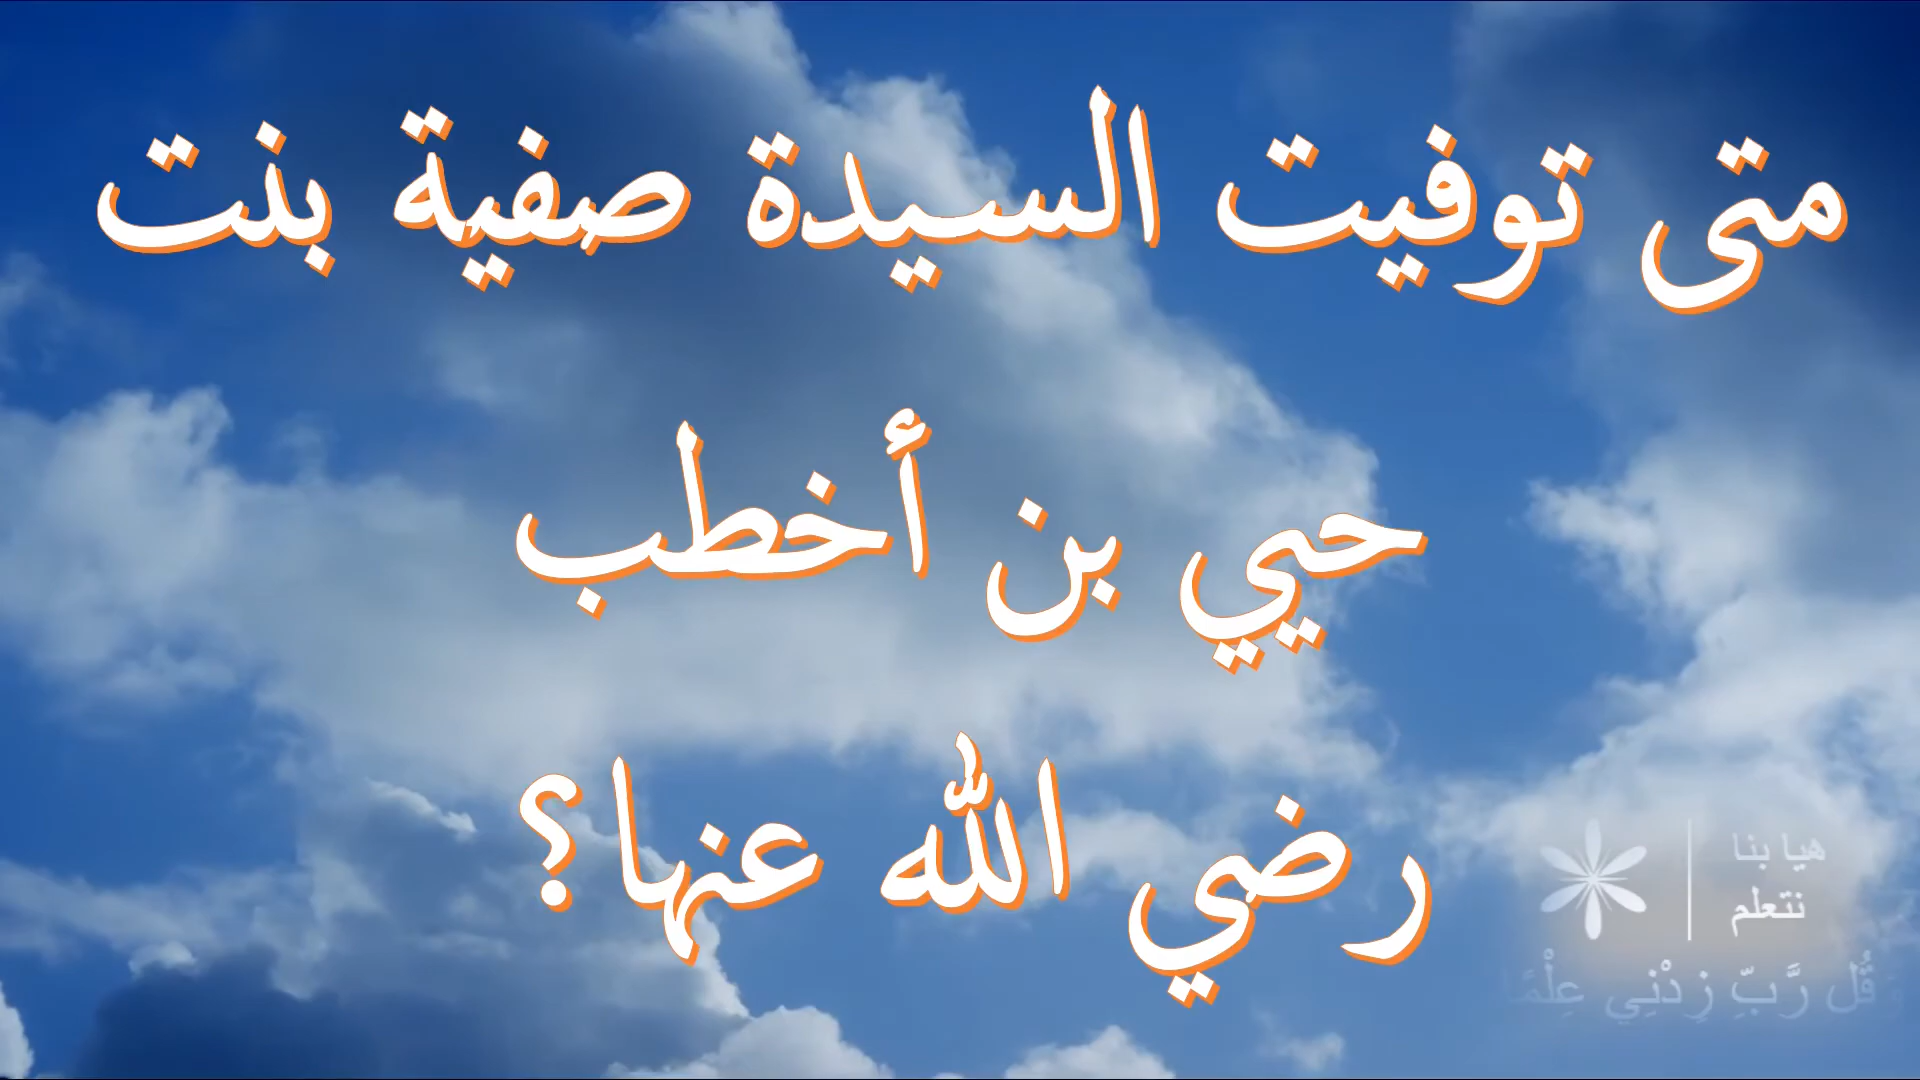 متى توفيت السيدة صفية بنت
حيي بن أخطب
رضي الله عنها؟
هيا بنا
نتعلم
وَقُل رَّبِّ زِدْنِي عِلْمًا